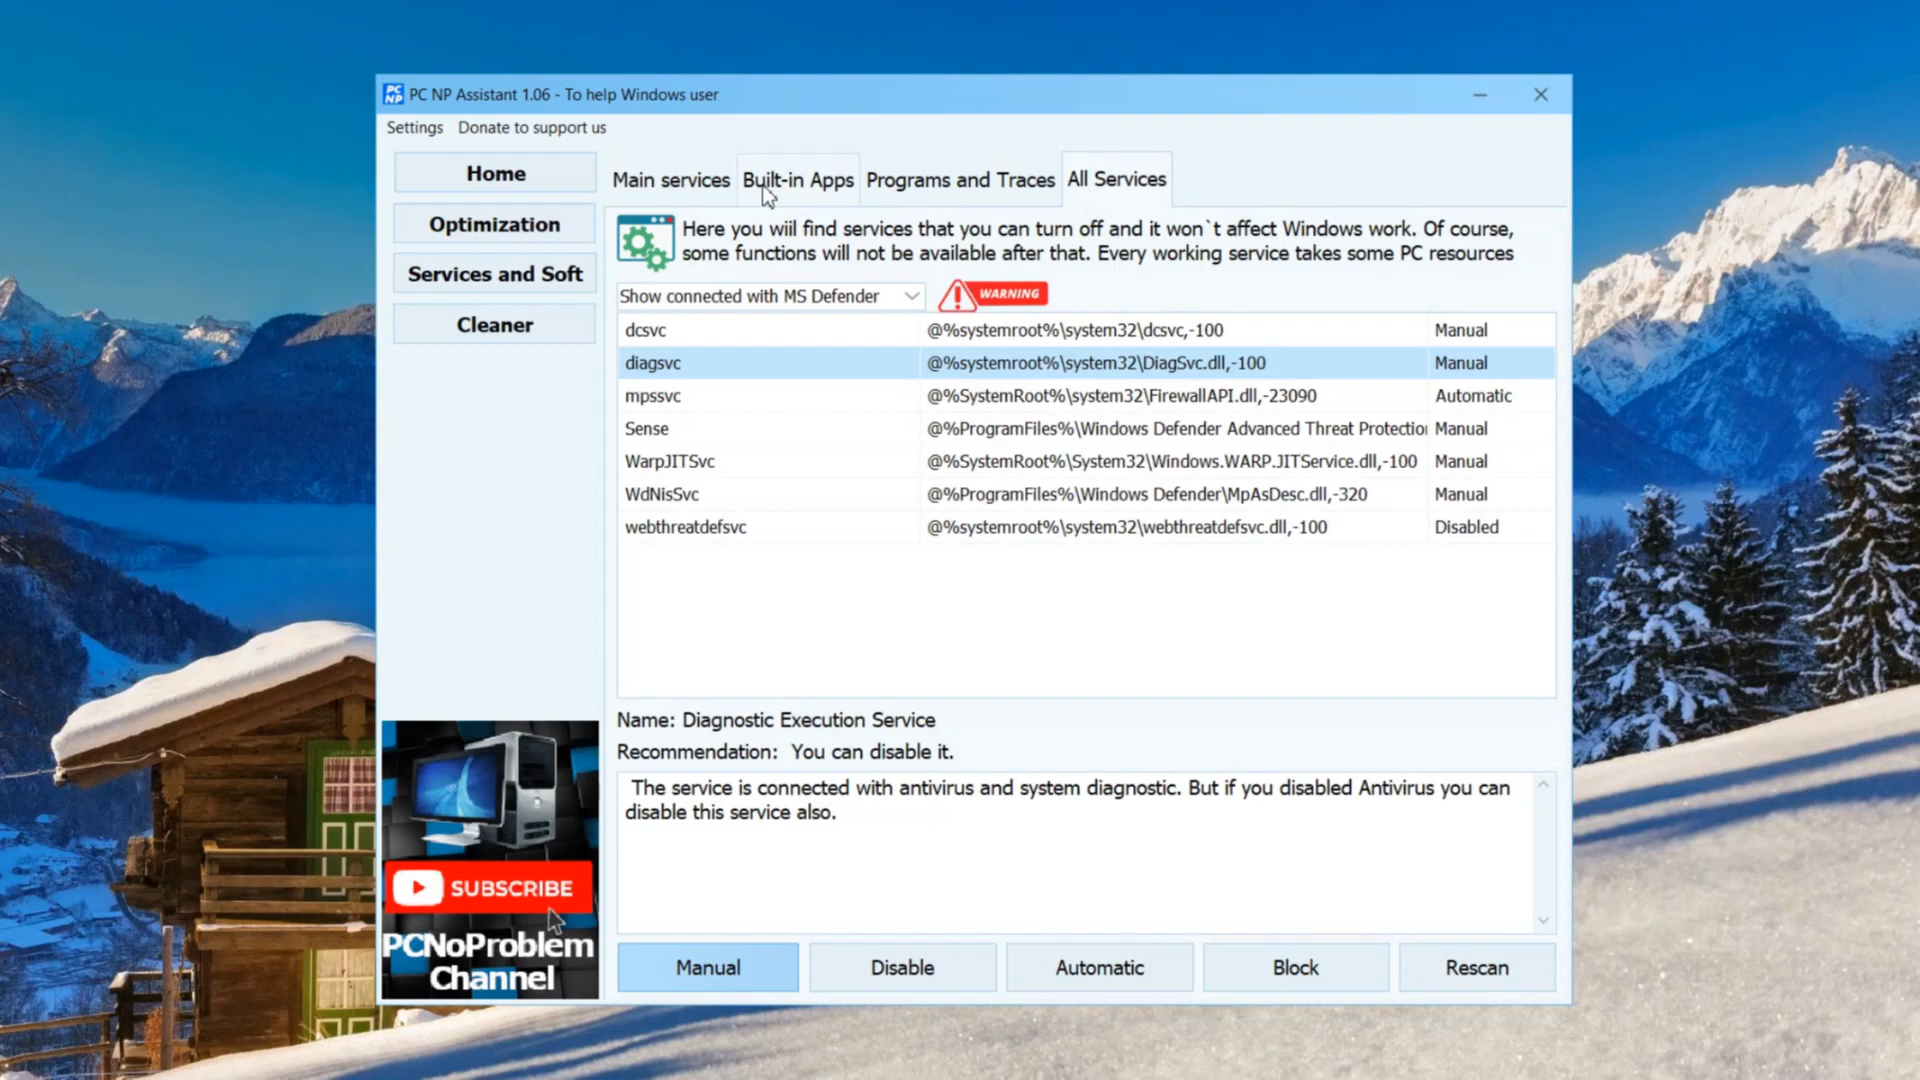 PC NP
PC NP Assistant 1.06 - To help Windows user
Settings Donate to support us
Home
Optimization
Services and Soft
Cleaner
Main services Built-in Apps Programs and Traces All Services
Here you wiil find services that you can turn off and it won`t affect Windows work. Of course,
some functions will not be available after that. Every working service takes some PC resources
Show connected with MS Defender
WARNING
dcsvc @%systemroot%\system32\dcsvc,-100 Manual
diagsvc @%systemroot%\system32\DiagSvc.dll,-100 Manual
mpssvc @%SystemRoot%\system32\FirewallAPI.dll,-23090 Automatic
Sense @%ProgramFiles%\Windows Defender Advanced Threat Protectio Manual
WarpJITSvc @%SystemRoot%\System32\Windows.WARP.JITService.dll,-100 Manual
WdNisSvc @%ProgramFiles%\Windows Defender\MpAsDesc.dll,-320 Manual
webthreatdefsvc @%systemroot%\system32\webthreatdefsvc.dll,-100 Disabled
Name: Diagnostic Execution Service
Recommendation: You can disable it.
The service is connected with antivirus and system diagnostic. But if you disabled Antivirus you can
disable this service also.
SUBSCRIBE
PCNoProblem
Channel
Manual Disable Automatic Block Rescan